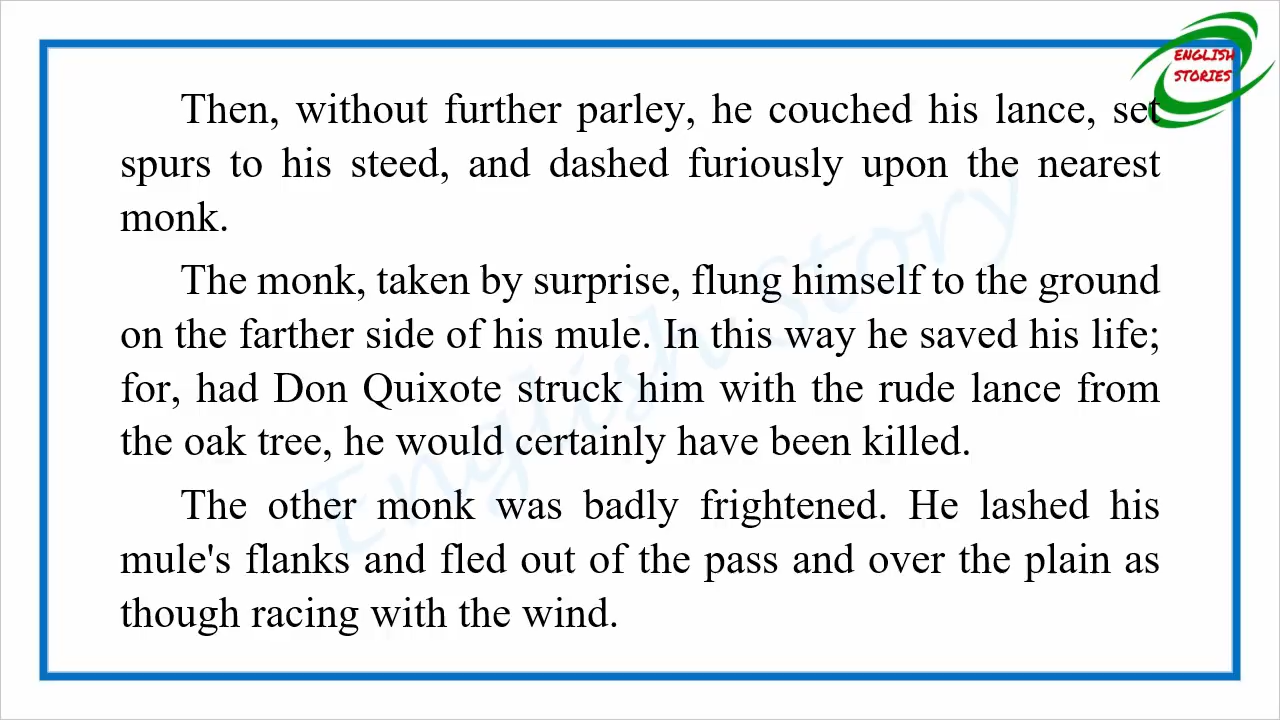 ENGLISH
STORIES
Then, without further parley, he couched his lance, set
spurs to his steed, and dashed furiously upon the nearest
monk.
The monk, taken by surprise, flung himself to the ground
on the farther side of his mule. In this way he saved his life;
for, had Don Quixote struck him with the rude lance from
the oak tree, he would certainly have been killed.
The other monk was badly frightened. He lashed his
mule's flanks and fled out of the pass and over the plain as
though racing with the wind.
English Story